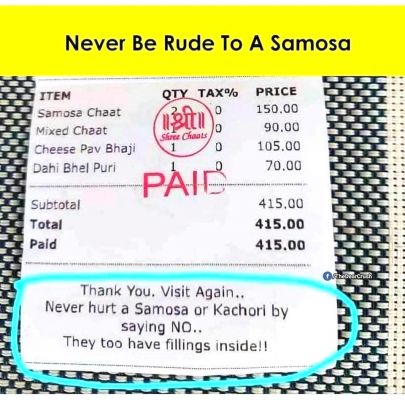 Never Be Rude To A Samosa
ITEM QTY TAX% PRICE
Samosa Chaat 2 0 150.00
Mixed Chaat 0 90.00
Cheese Pav Bhaji 1 0 105.00
Dahi Bhel Puri 1 0 70.00
॥श्री॥
Shree Chaats
PAID
Subtotal 415.00
Total 415.00
Paid 415.00
Thank You. Visit Again..
Never hurt a Samosa or Kachori by
saying NO..
They too have fillings inside!!